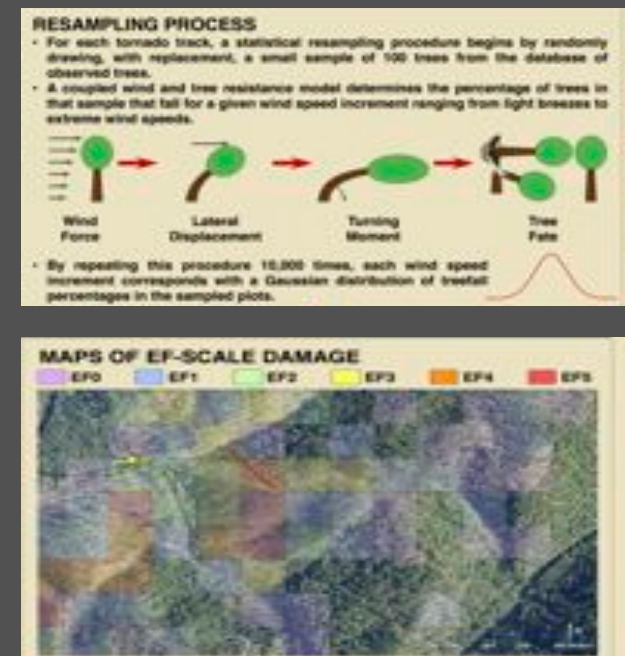 RESAMPLING PROCESS
• For each tornado track, a statistical resampling procedure begins by randomly
drawing, with replacement, a small sample of 100 trees from the database of
observed trees.
• A coupled wind and tree resistance model determines the percentage of trees in
that sample that fall for a given wind speed increment ranging from light breezes to
extreme wind speeds.
Wind Lateral Turning Tree
Force Displacement Moment Fate
• By repeating this procedure 10,000 times, each wind speed
increment corresponds with a Gaussian distribution of treefall
percentages in the sampled plots.
MAPS OF EF-SCALE DAMAGE
EF0 EF1 EF2 EF3 EF4 EF5